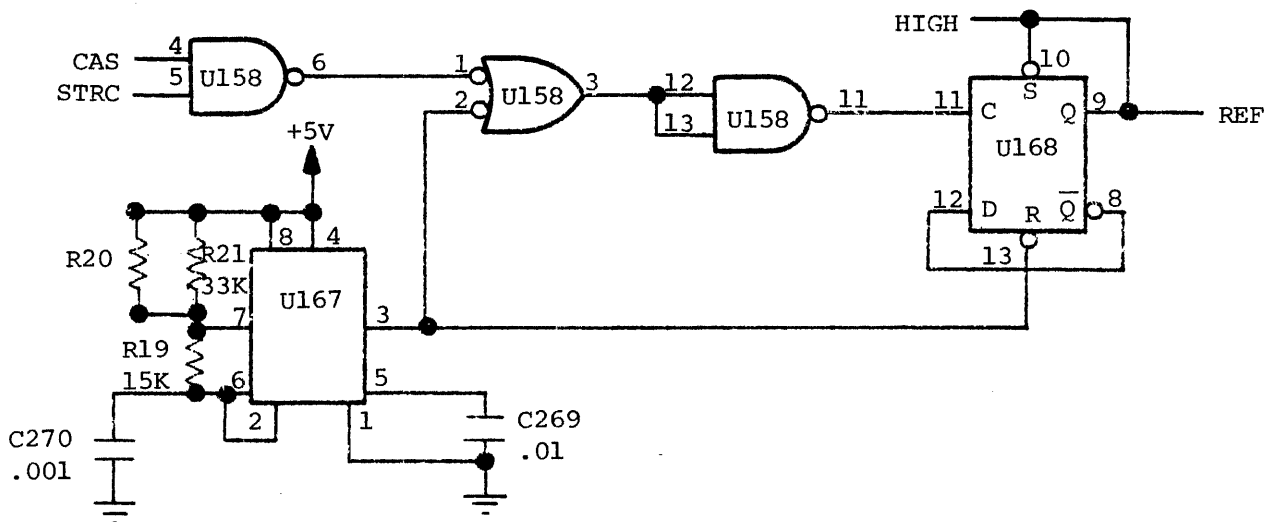 HIGH
10
CAS 4
STRC 5
U158
6
1
2
U158
3
12
13
U158
11
11
C
S
Q
9
REF
U168
12
D
R
Q
8
13
+5V
R20
R21
33K
8
4
U167
7
3
R19
15K
6
5
2
1
C270
.001
C269
.01